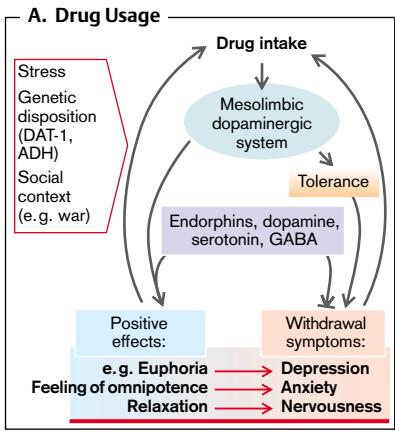 A. Drug Usage
Drug intake
Stress
Genetic
disposition
(DAT-1,
ADH)
Social
context
(e.g. war)
Mesolimbic
dopaminergic
system
Tolerance
Endorphins, dopamine,
serotonin, GABA
Positive
effects:
Withdrawal
symptoms:
e.g. Euphoria Depression
Feeling of omnipotence Anxiety
Relaxation Nervousness